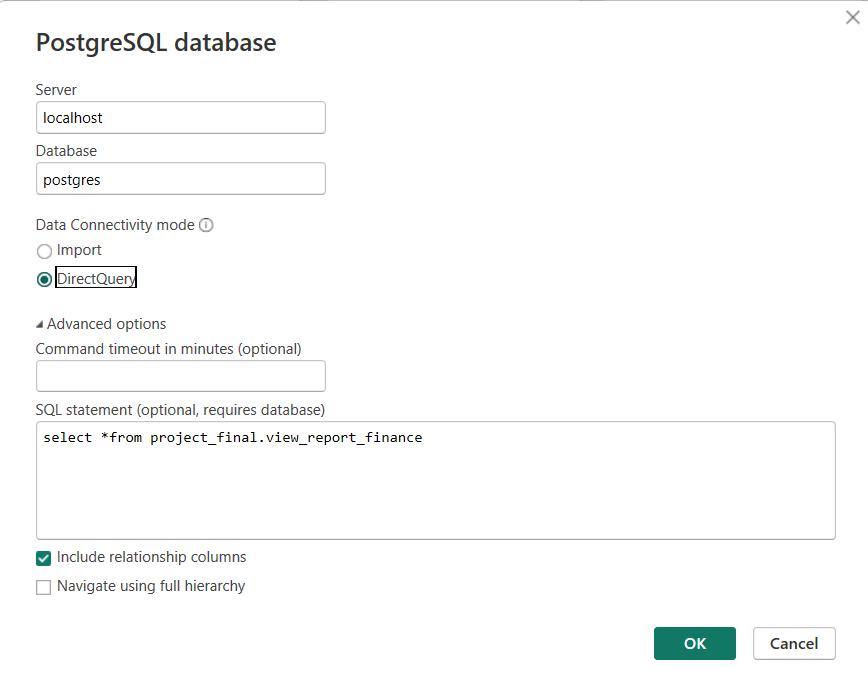 PostgreSQL database
Server
localhost
Database
postgres
Data Connectivity mode
Import
DirectQuery
Advanced options
Command timeout in minutes (optional)
SQL statement (optional, requires database)
select *from project_final.view_report_finance
Include relationship columns
Navigate using full hierarchy
OK Cancel